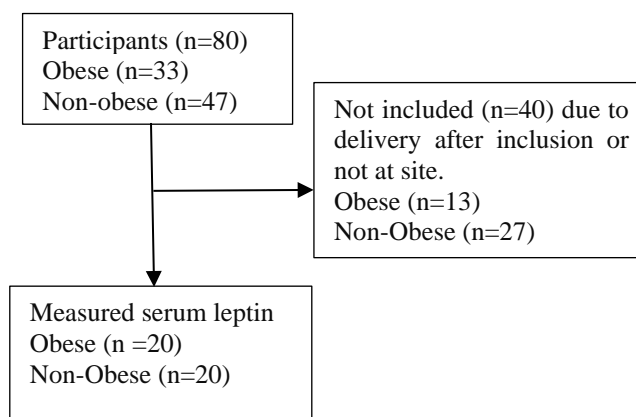 Participants (n=80)
Obese (n=33)
Non-obese (n=47)
Not included (n=40) due to
delivery after inclusion or
not at site.
Obese (n=13)
Non-Obese (n=27)
Measured serum leptin
Obese (n =20)
Non-Obese (n=20)